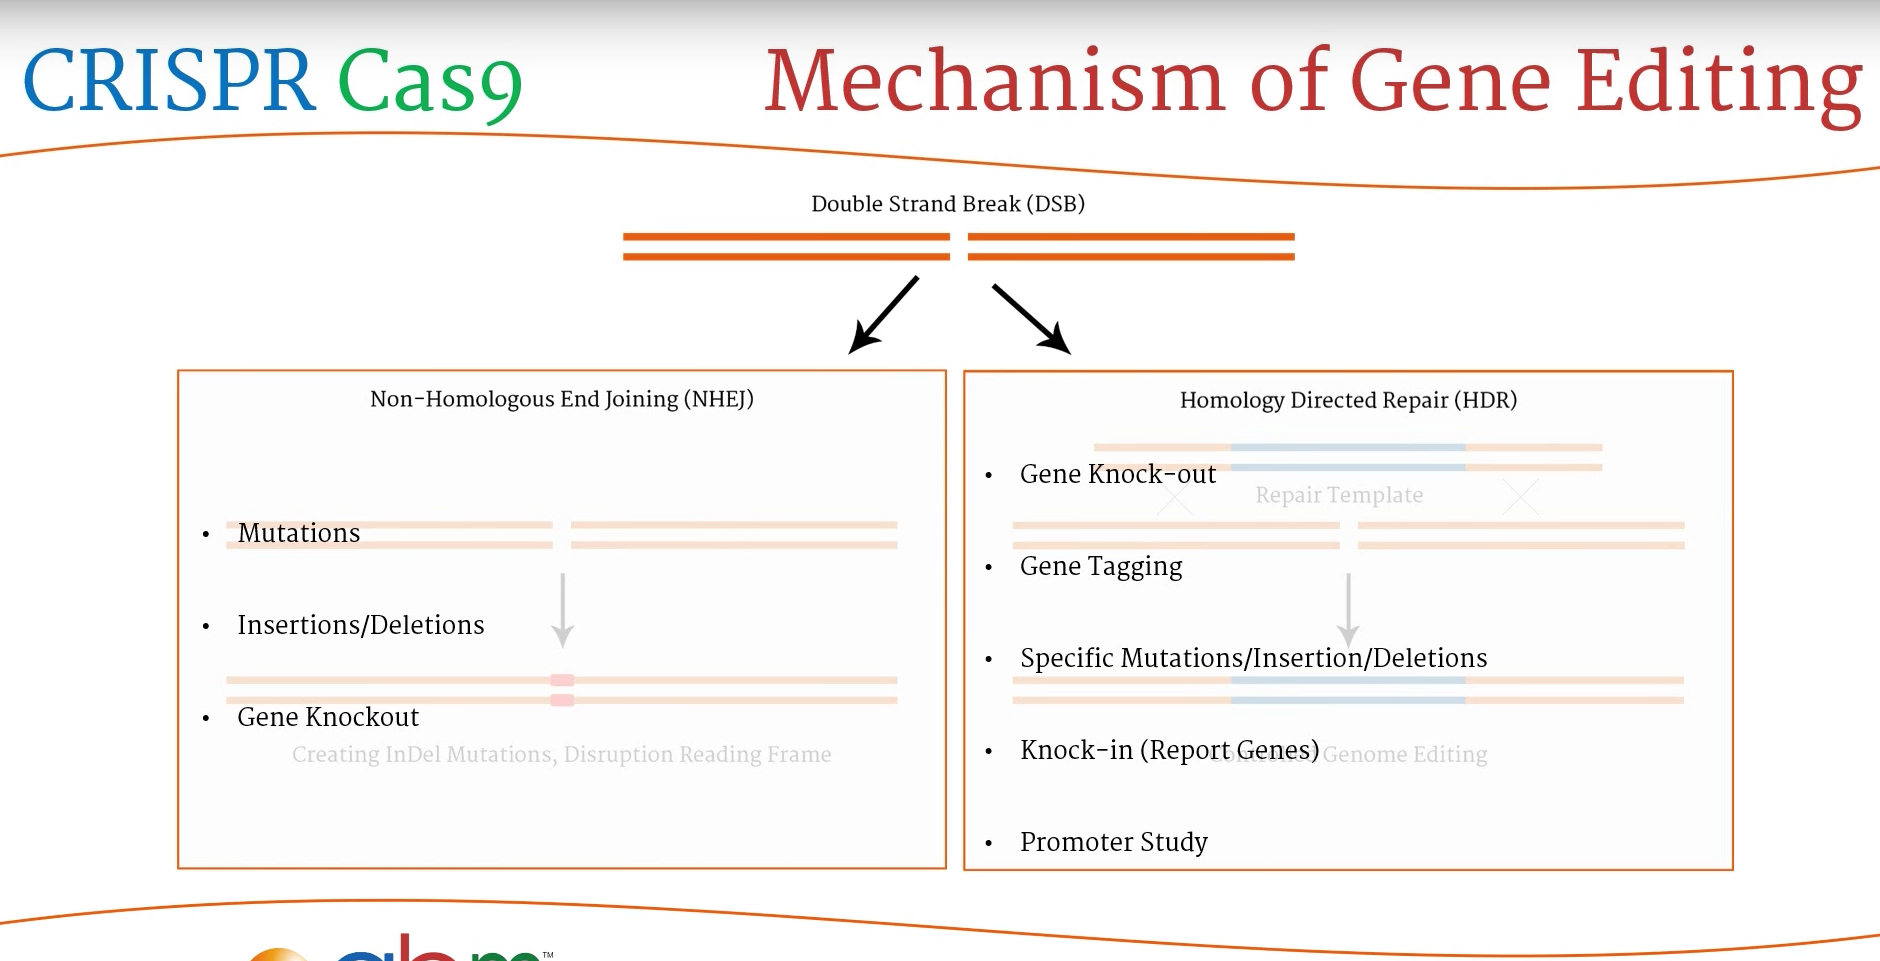 CRISPR Cas9
Mechanism of Gene Editing
Double Strand Break (DSB)
Non-Homologous End Joining (NHEJ)
• Mutations
• Insertions/Deletions
• Gene Knockout
Creating InDel Mutations, Disruption Reading Frame
Homology Directed Repair (HDR)
• Gene Knock-out
Repair Template
• Gene Tagging
• Specific Mutations/Insertion/Deletions
• Knock-in (Report Genes)
Genome Editing
• Promoter Study
abm™